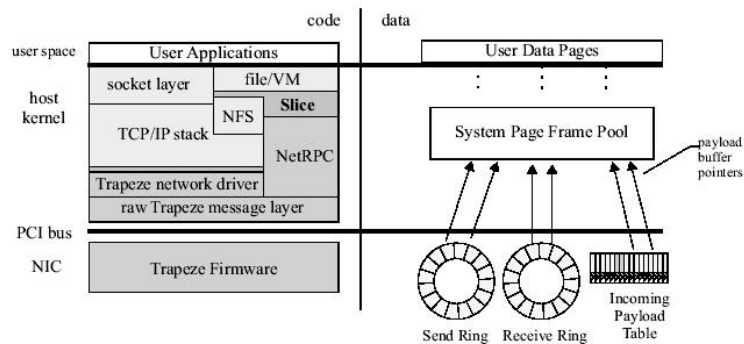 code
data
user space
User Applications
User Data Pages
socket layer
file/VM
host
kernel
Slice
NFS
TCP/IP stack
System Page Frame Pool
payload
buffer
pointers
NetRPC
Trapeze network driver
raw Trapeze message layer
PCI bus
NIC
Trapeze Firmware
Incoming
Payload
Table
Send Ring
Receive Ring